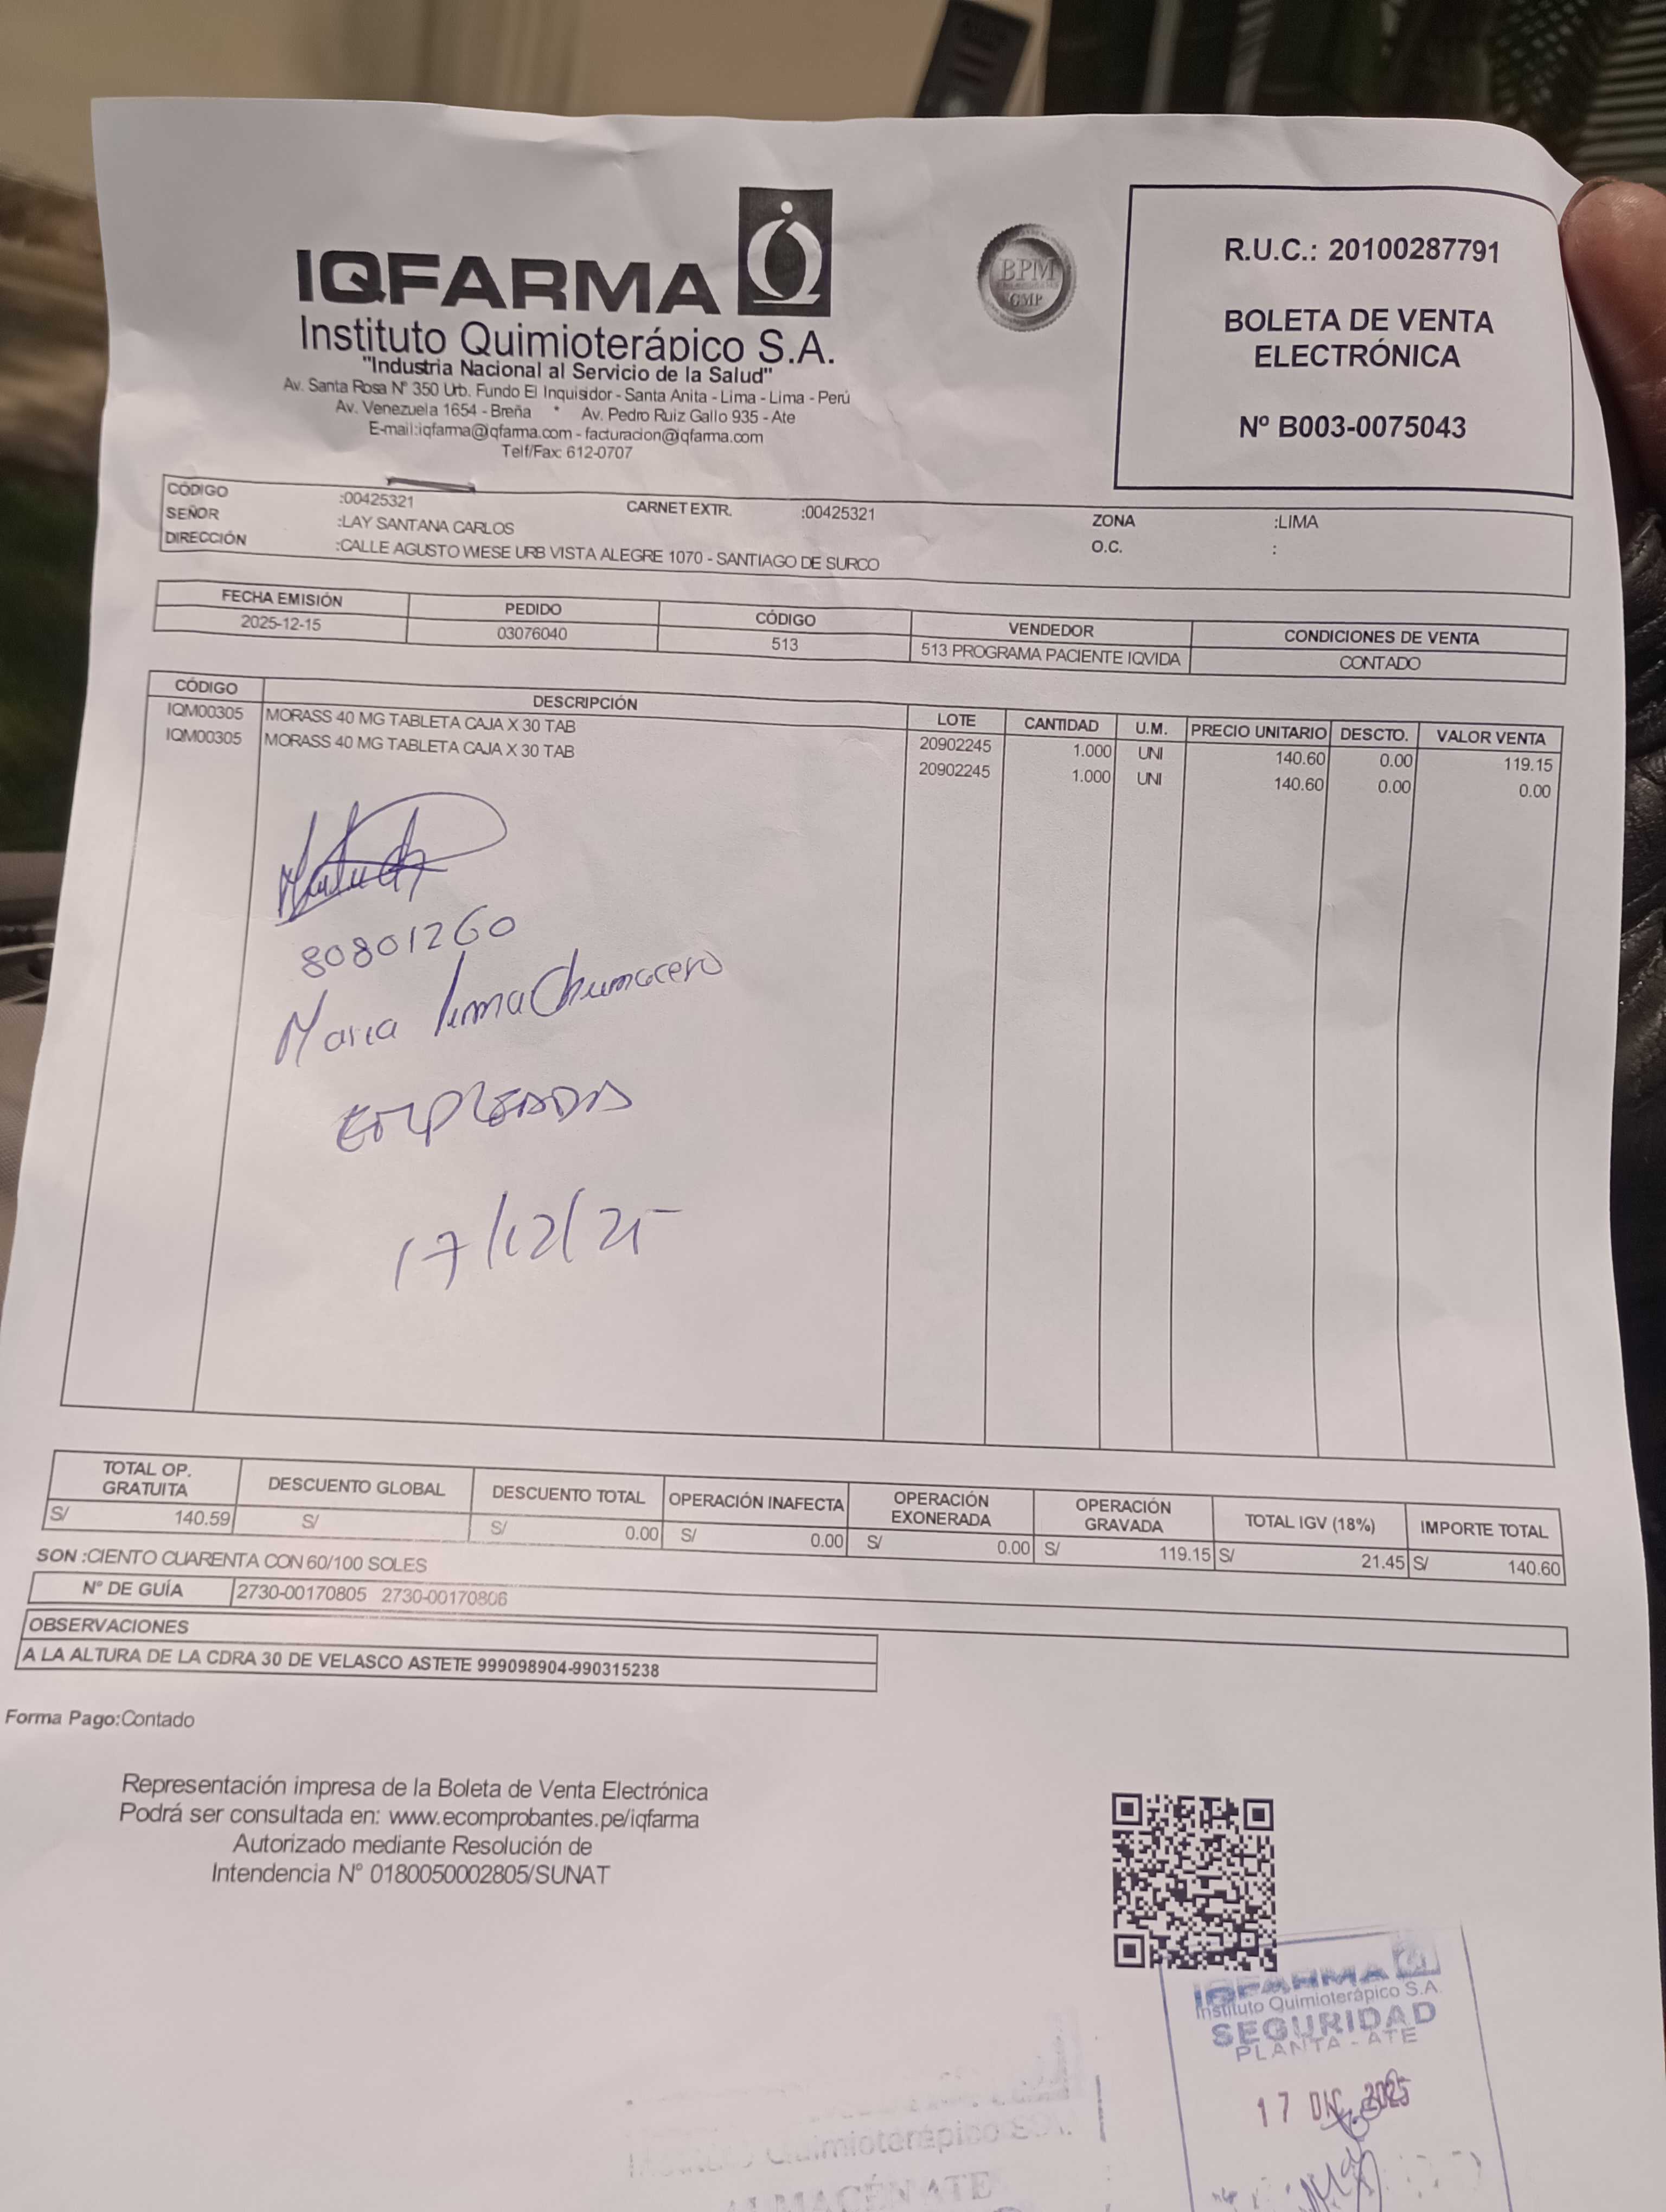 IQFARMA
Instituto Quimioterápico S.A.
"Industria Nacional al Servicio de la Salud"
Av. Santa Rosa N° 350 Urb. Fundo El Inquisidor - Santa Anita - Lima - Lima - Perú
Av. Venezuela 1654 - Breña * Av. Pedro Ruiz Gallo 935 - Ate
E-mail:iqfarma@iqfarma.com - facturacion@iqfarma.com
Telf/Fax: 612-0707
BPM
GMP
R.U.C.: 20100287791
BOLETA DE VENTA
ELECTRÓNICA
Nº B003-0075043
CÓDIGO :00425321 CARNET EXTR. :00425321 ZONA :LIMA
SEÑOR :LAY SANTANA CARLOS O.C. :
DIRECCIÓN :CALLE AGUSTO WIESE URB VISTA ALEGRE 1070 - SANTIAGO DE SURCO
FECHA EMISIÓN PEDIDO CÓDIGO VENDEDOR CONDICIONES DE VENTA
2025-12-15 03076040 513 513 PROGRAMA PACIENTE IQVIDA CONTADO
CÓDIGO DESCRIPCIÓN LOTE CANTIDAD U.M. PRECIO UNITARIO DESCTO. VALOR VENTA
IQM00305 MORASS 40 MG TABLETA CAJA X 30 TAB 20902245 1.000 UNI 140.60 0.00 119.15
IQM00305 MORASS 40 MG TABLETA CAJA X 30 TAB 20902245 1.000 UNI 140.60 0.00 0.00
80801260
Maria Chumacero
EMPLEADA
17/12/25
TOTAL OP. GRATUITA DESCUENTO GLOBAL DESCUENTO TOTAL OPERACIÓN INAFECTA OPERACIÓN EXONERADA OPERACIÓN GRAVADA TOTAL IGV (18%) IMPORTE TOTAL
S/ 140.59 S/ S/ 0.00 S/ 0.00 S/ 0.00 S/ 119.15 S/ 21.45 S/ 140.60
SON :CIENTO CUARENTA CON 60/100 SOLES
N° DE GUÍA 2730-00170805 2730-00170806
OBSERVACIONES
A LA ALTURA DE LA CDRA 30 DE VELASCO ASTETE 999098904-990315238
Forma Pago:Contado
Representación impresa de la Boleta de Venta Electrónica
Podrá ser consultada en: www.ecomprobantes.pe/iqfarma
Autorizado mediante Resolución de
Intendencia N° 0180050002805/SUNAT
IQFARMA
Instituto Quimioterápico S.A.
SEGURIDAD
PLANTA - ATE
17 DIC 2025
Quimioterápico
ALMACÉN ATE